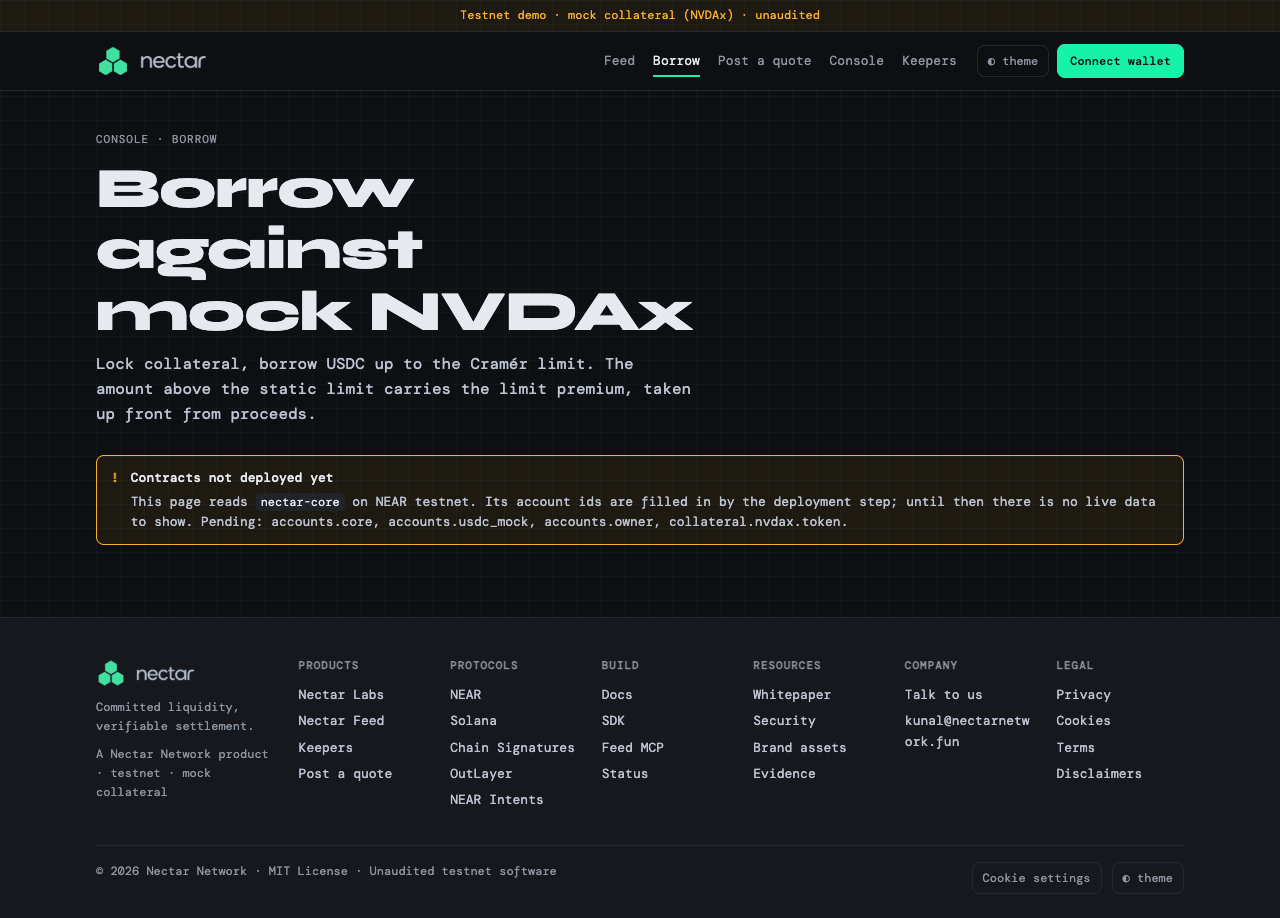 Testnet demo · mock collateral (NVDAx) · unaudited
nectar
Feed Borrow Post a quote Console Keepers ◐ theme Connect wallet
CONSOLE · BORROW
Borrow
against
mock NVDAx
Lock collateral, borrow USDC up to the Cramér limit. The
amount above the static limit carries the limit premium, taken
up front from proceeds.
! Contracts not deployed yet
This page reads nectar-core on NEAR testnet. Its account ids are filled in by the deployment step; until then there is no live data
to show. Pending: accounts.core, accounts.usdc_mock, accounts.owner, collateral.nvdax.token.
nectar
Committed liquidity,
verifiable settlement.
A Nectar Network product
· testnet · mock
collateral
PRODUCTS
Nectar Labs
Nectar Feed
Keepers
Post a quote
PROTOCOLS
NEAR
Solana
Chain Signatures
OutLayer
NEAR Intents
BUILD
Docs
SDK
Feed MCP
Status
RESOURCES
Whitepaper
Security
Brand assets
Evidence
COMPANY
Talk to us
kunal@nectarnetw
ork.fun
LEGAL
Privacy
Cookies
Terms
Disclaimers
© 2026 Nectar Network · MIT License · Unaudited testnet software
Cookie settings ◐ theme